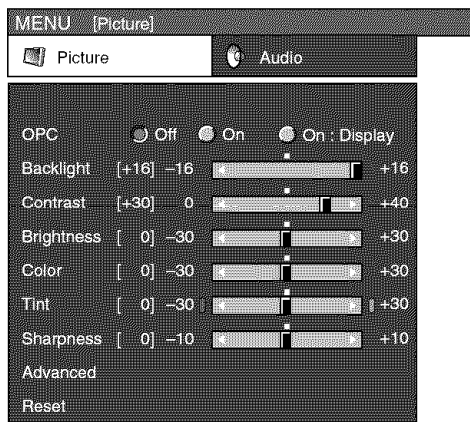 MENU [Picture]
Picture Audio
OPC Off On On : Display
Backlight [+16] –16 +16
Contrast [+30] 0 +40
Brightness [ 0] –30 +30
Color [ 0] –30 +30
Tint [ 0] –30 +30
Sharpness [ 0] –10 +10
Advanced
Reset